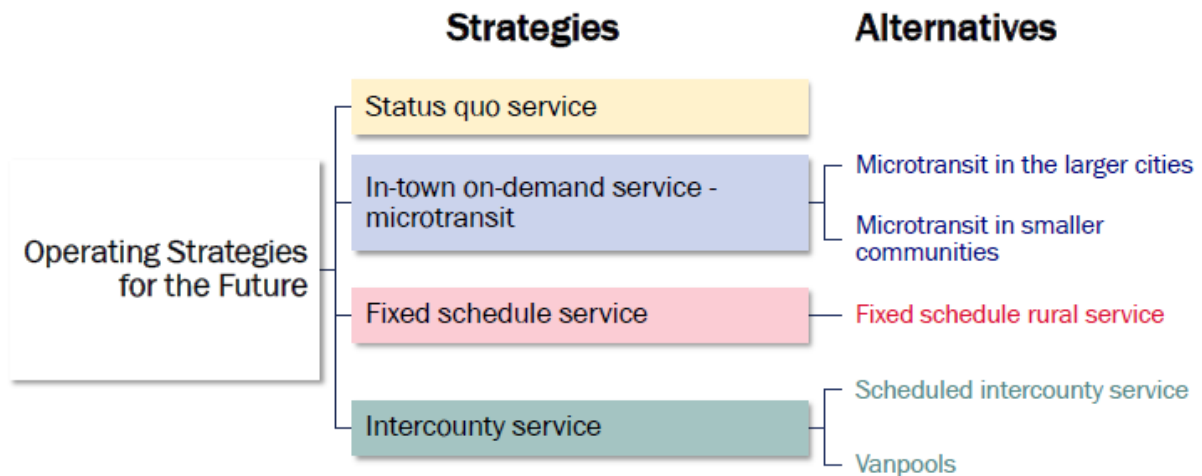 Strategies
Alternatives
Operating Strategies
for the Future
Status quo service
In-town on-demand service -
microtransit
Microtransit in the larger cities
Microtransit in smaller
communities
Fixed schedule service
Fixed schedule rural service
Intercounty service
Scheduled intercounty service
Vanpools